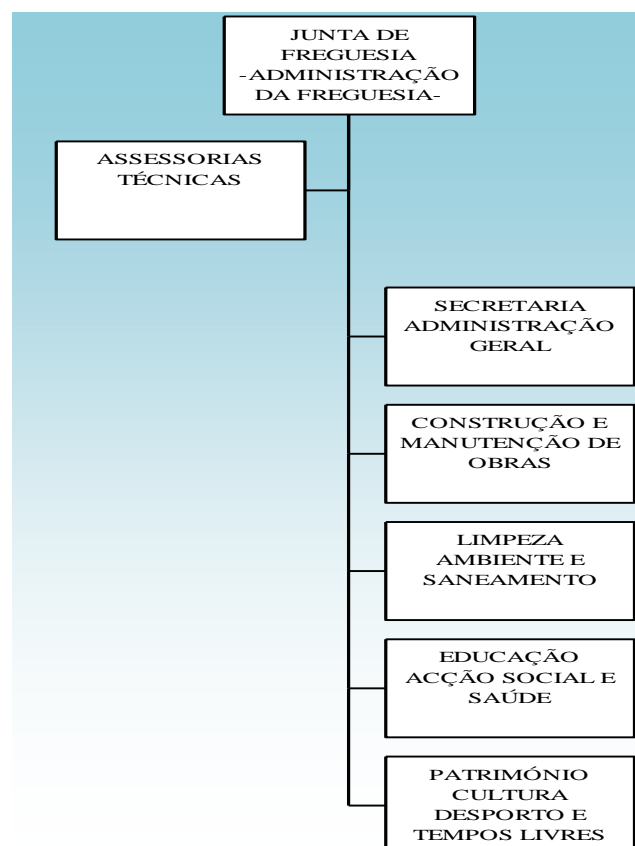 JUNTA DE
FREGUESIA
-ADMINISTRAÇÃO
DA FREGUESIA-
ASSESSORIAS
TÉCNICAS
SECRETARIA
ADMINISTRAÇÃO
GERAL
CONSTRUÇÃO E
MANUTENÇÃO DE
OBRAS
LIMPEZA
AMBIENTE E
SANEAMENTO
EDUCAÇÃO
ACÇÃO SOCIAL E
SAÚDE
PATRIMÓNIO
CULTURA
DESPORTO E
TEMPOS LIVRES